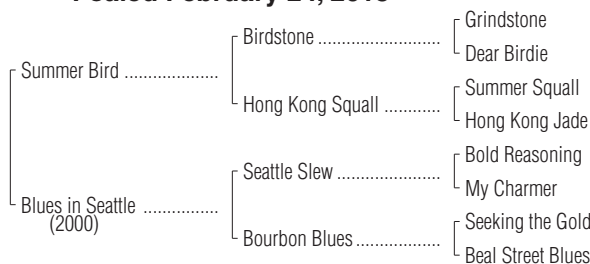 Foaled February 24,
Grindstone
Birdstone ........................
Dear Birdie
Summer Bird ...................
Summer Squall
Hong Kong Squall ...........
Hong Kong Jade
Bold Reasoning
Seattle Slew .....................
My Charmer
Blues in Seattle ...............
(2000)
Seeking the Gold
Bourbon Blues .................
Beal Street Blues